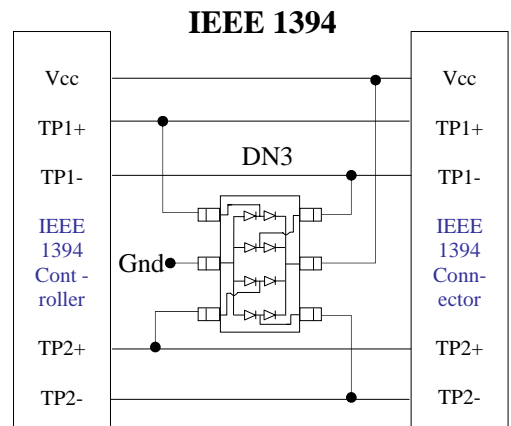 IEEE 1394
Vcc
TP1+
TP1-
IEEE
1394
Cont -
roller
TP2+
TP2-
DN3
Gnd
Vcc
TP1+
TP1-
IEEE
1394
Conn-
ector
TP2+
TP2-